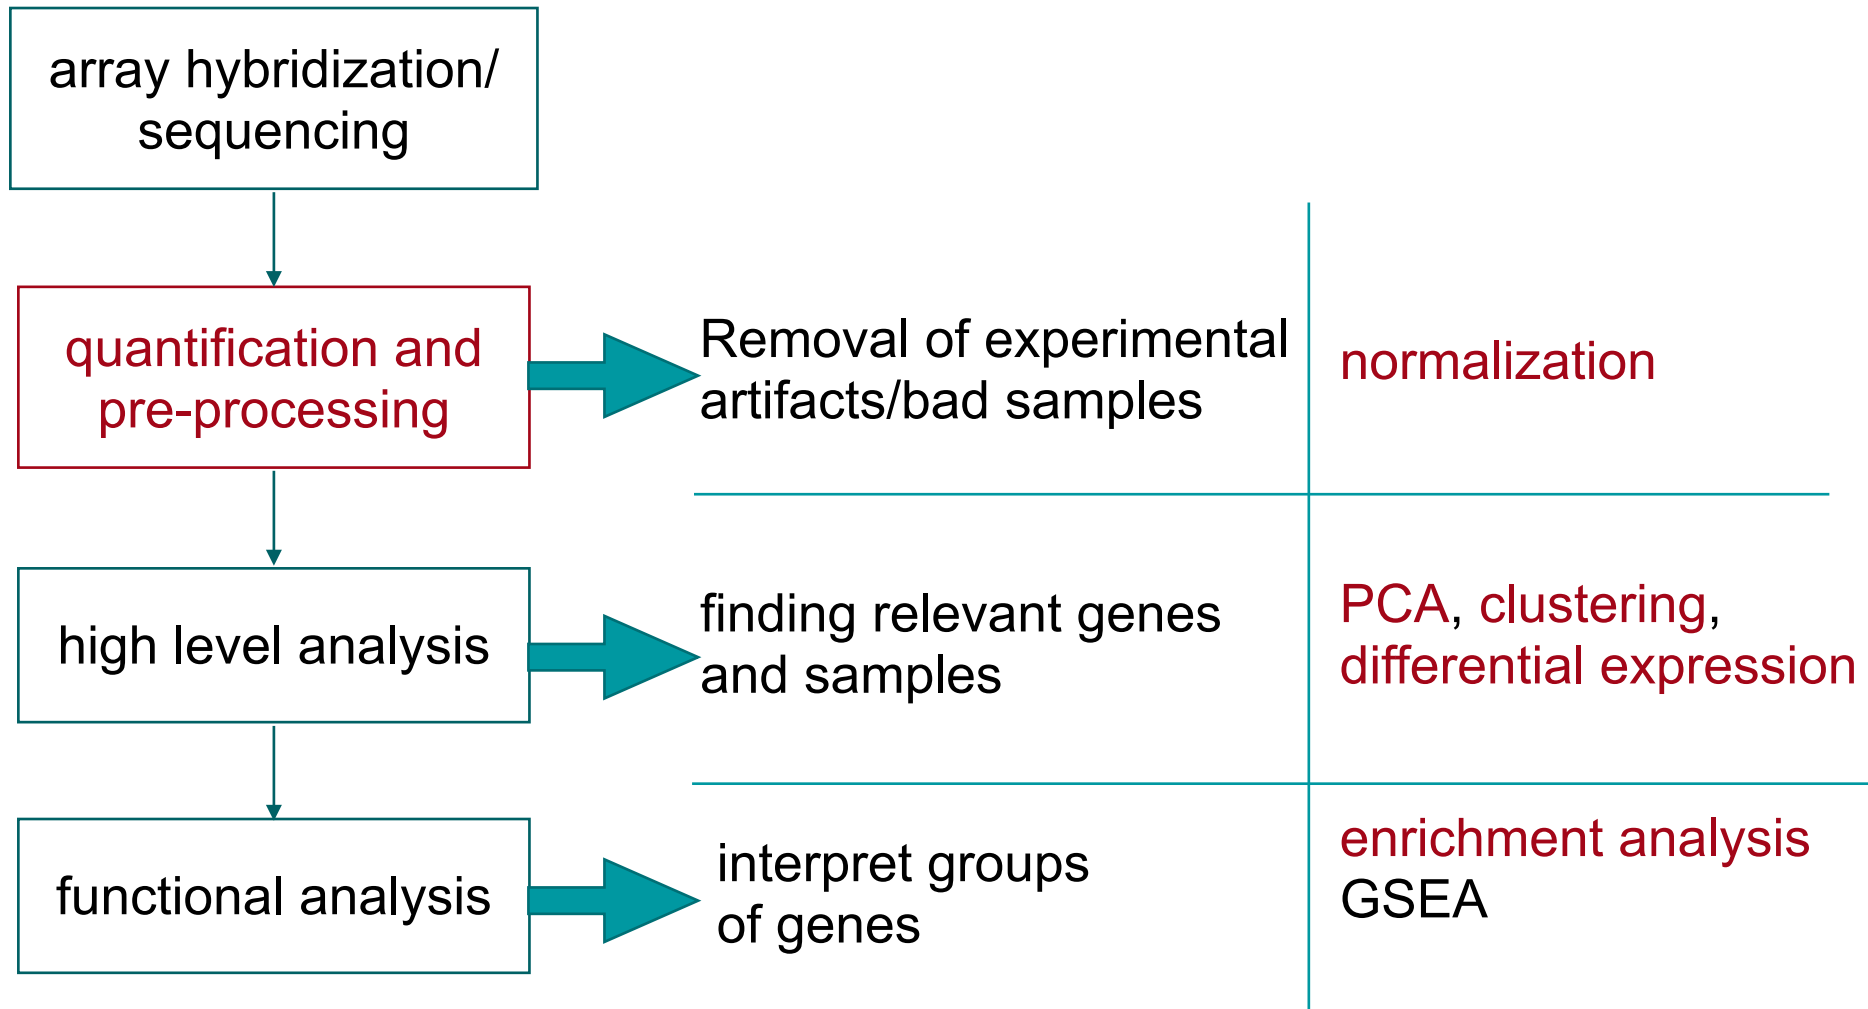 array hybridization/
sequencing
quantification and
pre-processing
Removal of experimental
artifacts/bad samples
normalization
high level analysis
finding relevant genes
and samples
PCA, clustering,
differential expression
functional analysis
interpret groups
of genes
enrichment analysis
GSEA